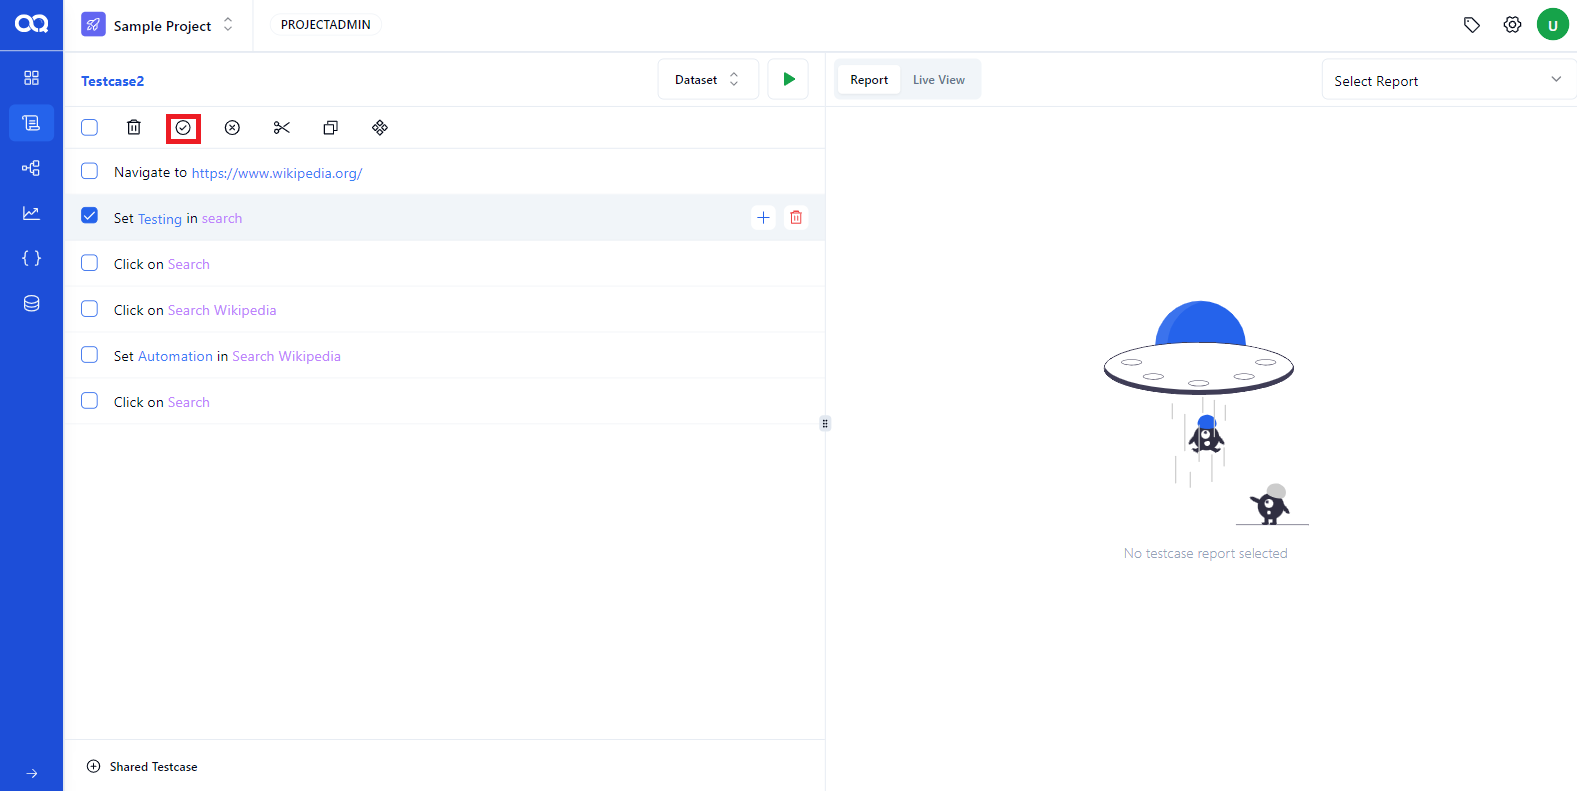 Sample Project
PROJECTADMIN
U
Testcase2
Dataset
Report
Live View
Select Report
Navigate to https://www.wikipedia.org/
Set Testing in search
Click on Search
Click on Search Wikipedia
Set Automation in Search Wikipedia
Click on Search
No testcase report selected
Shared Testcase